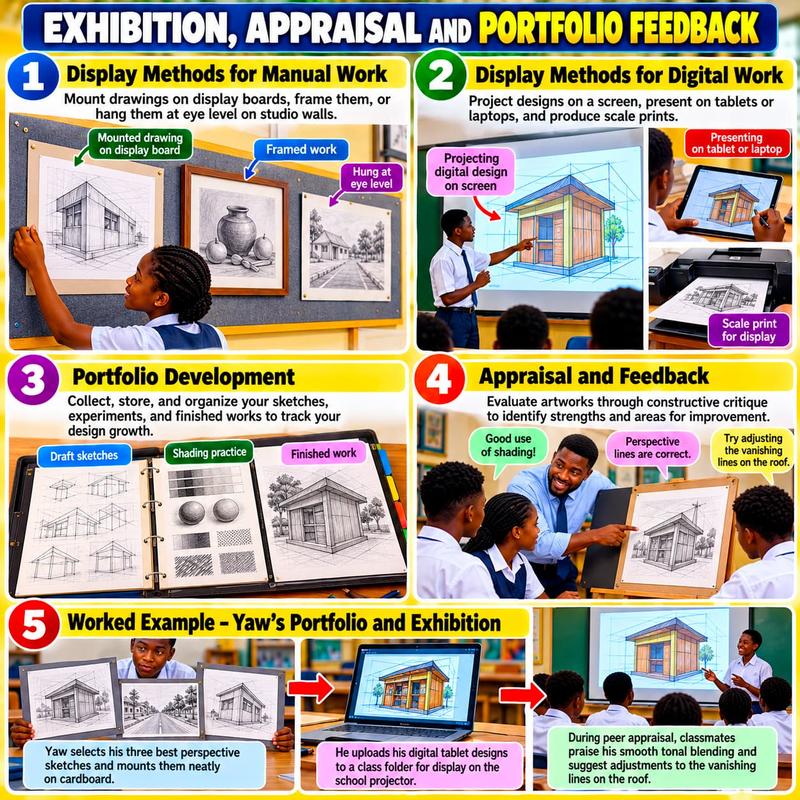 EXHIBITION, APPRAISAL AND PORTFOLIO FEEDBACK
1 Display Methods for Manual Work
Mount drawings on display boards, frame them, or
hang them at eye level on studio walls.
Mounted drawing
on display board
Framed work
Hung at
eye level
2 Display Methods for Digital Work
Project designs on a screen, present on tablets or
laptops, and produce scale prints.
Projecting
digital design
on screen
Presenting
on tablet or laptop
Scale print
for display
3 Portfolio Development
Collect, store, and organize your sketches,
experiments, and finished works to track your
design growth.
Draft sketches
Shading practice
Finished work
4 Appraisal and Feedback
Evaluate artworks through constructive critique
to identify strengths and areas for improvement.
Good use
of shading!
Perspective
lines are correct.
Try adjusting
the vanishing
lines on the roof.
5 Worked Example – Yaw's Portfolio and Exhibition
Yaw selects his three best perspective
sketches and mounts them neatly
on cardboard.
He uploads his digital tablet designs
to a class folder for display on the
school projector.
During peer appraisal, classmates
praise his smooth tonal blending and
suggest adjustments to the vanishing
lines on the roof.